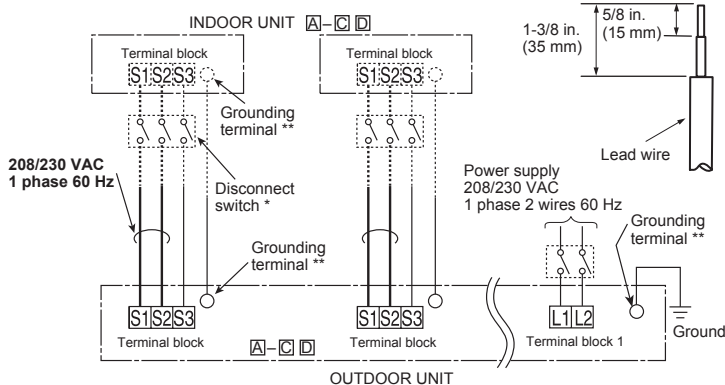 INDOOR UNIT A–C D
Terminal block
S1 S2 S3
Grounding
terminal **
Disconnect
switch *
208/230 VAC
1 phase 60 Hz
Grounding
terminal **
S1 S2 S3
Terminal block
A–C D
Terminal block
S1 S2 S3
S1 S2 S3
Terminal block
1-3/8 in.
(35 mm)
5/8 in.
(15 mm)
Lead wire
Power supply
208/230 VAC
1 phase 2 wires 60 Hz
Grounding
terminal **
L1 L2
Terminal block 1
Ground
OUTDOOR UNIT